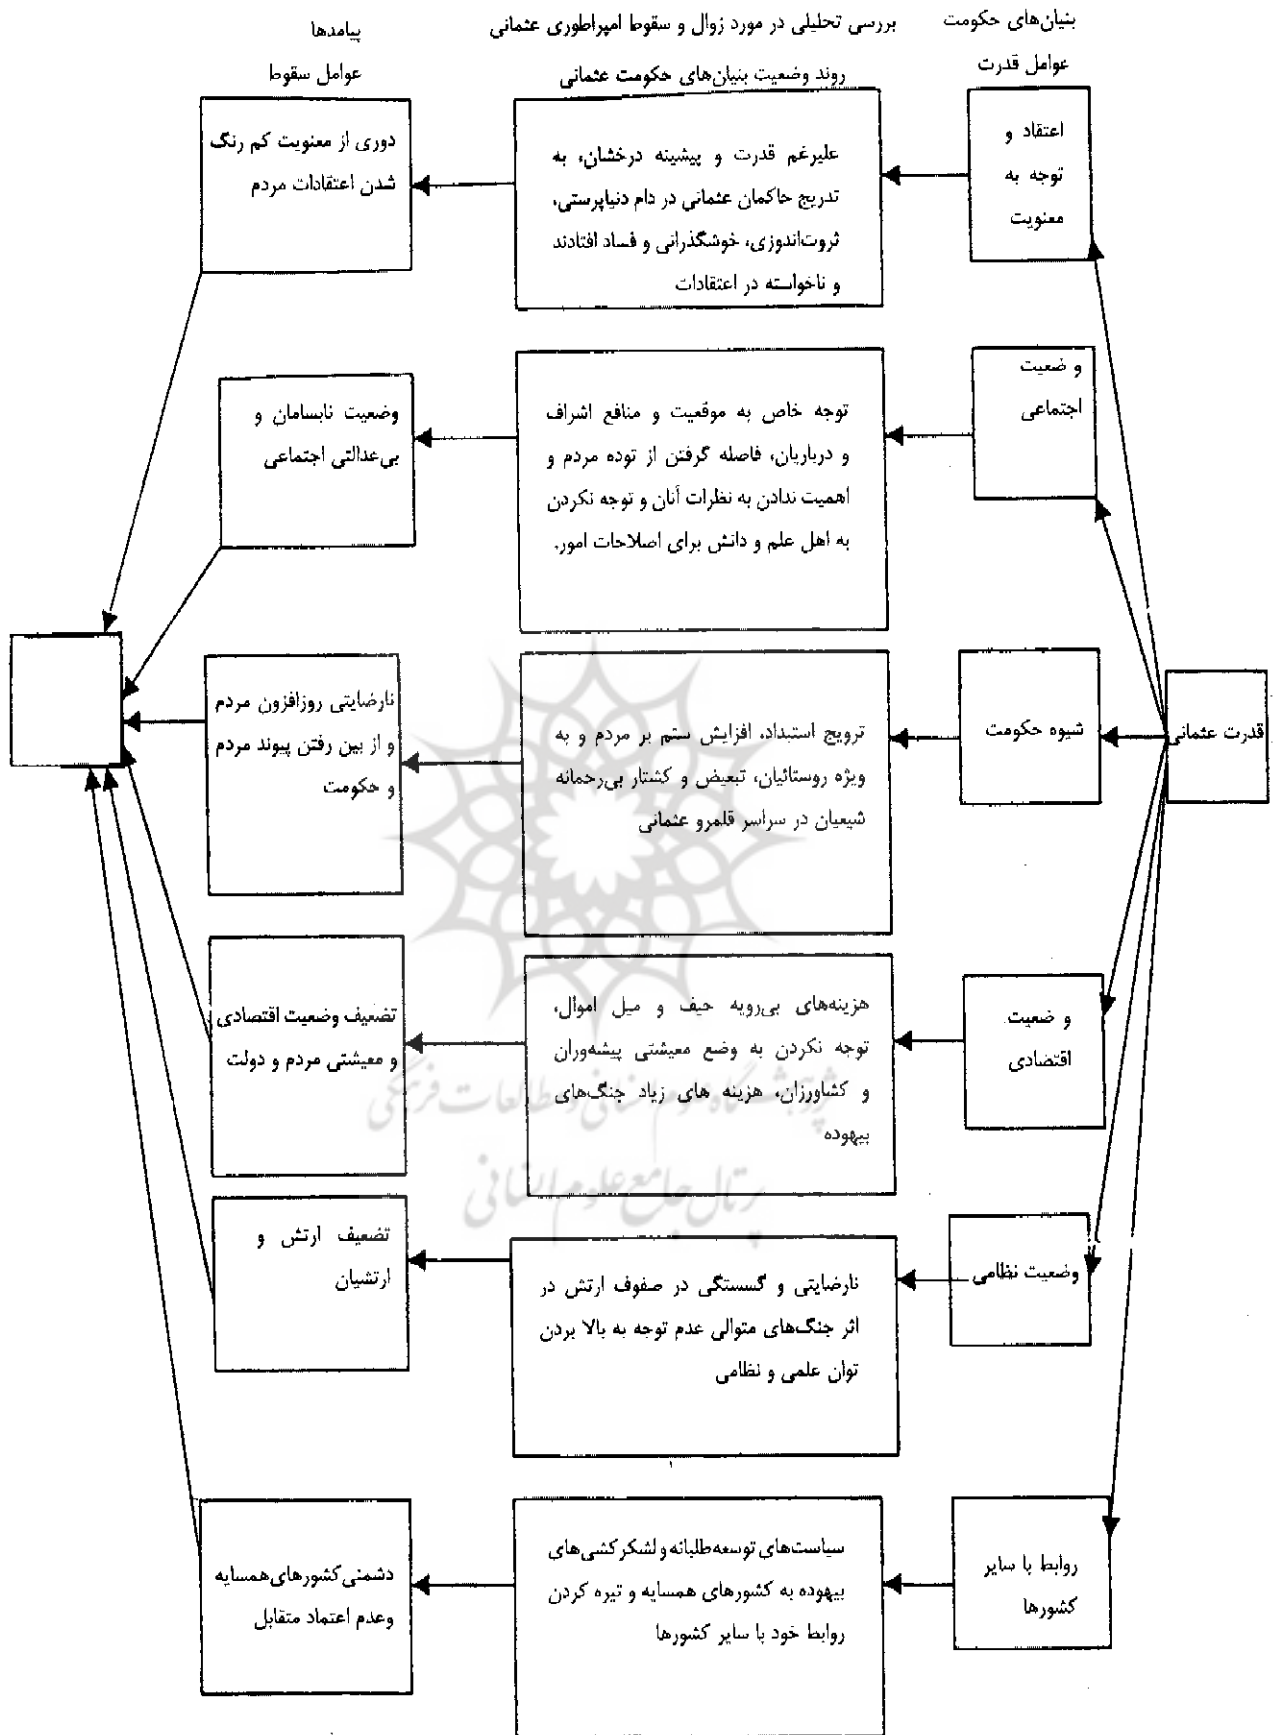 بنیان‌های حکومت
عوامل قدرت
بررسی تحلیلی در مورد زوال و سقوط امپراطوری عثمانی
روند وضعیت بنیان‌های حکومت عثمانی
پیامدها
عوامل سقوط
قدرت عثمانی
اعتقاد و
توجه به
معنویت
علیرغم قدرت و پیشینه درخشان، به
تدریج حاکمان عثمانی در دام دنیاپرستی،
ثروت‌اندوزی، خوشگذرانی و فساد افتادند
و ناخواسته در اعتقادات
دوری از معنویت کم رنگ
شدن اعتقادات مردم
و ضعیت
اجتماعی
توجه خاص به موقعیت و منافع اشراف
و درباریان، فاصله گرفتن از توده مردم و
اهمیت ندادن به نظرات آنان و توجه نکردن
به اهل علم و دانش برای اصلاحات امور.
وضعیت نابسامان و
بی‌عدالتی اجتماعی
شیوه حکومت
ترویج استبداد، افزایش ستم بر مردم و به
ویژه روستائیان، تبعیض و کشتار بی‌رحمانه
شیعیان در سراسر قلمرو عثمانی
نارضایتی روزافزون مردم
و از بین رفتن پیوند مردم
و حکومت
و ضعیت
اقتصادی
هزینه‌های بی‌رویه حیف و میل اموال،
توجه نکردن به وضع معیشتی پیشه‌وران
و کشاورزان، هزینه های زیاد جنگ‌های
بیهوده
تضعیف وضعیت اقتصادی
و معیشتی مردم و دولت
پژوهشگاه علوم انسانی و مطالعات فرهنگی
پرتال جامع علوم انسانی
وضعیت نظامی
نارضایتی و گسستگی در صفوف ارتش در
اثر جنگ‌های متوالی عدم توجه به بالا بردن
توان علمی و نظامی
تضعیف ارتش و
ارتشیان
روابط با سایر
کشورها
سیاست‌های توسعه‌طلبانه و لشکرکشی‌های
بیهوده به کشورهای همسایه و تیره کردن
روابط خود با سایر کشورها
دشمنی کشورهای همسایه
وعدم اعتماد متقابل